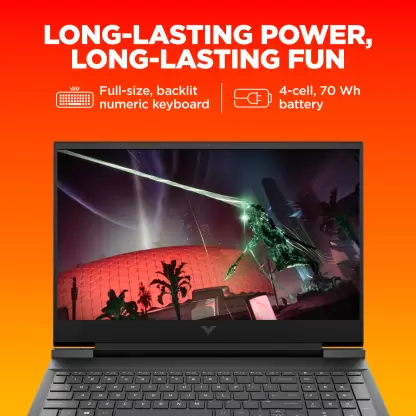 LONG-LASTING POWER,
LONG-LASTING FUN
Full-size, backlit
numeric keyboard
4-cell, 70 Wh
battery